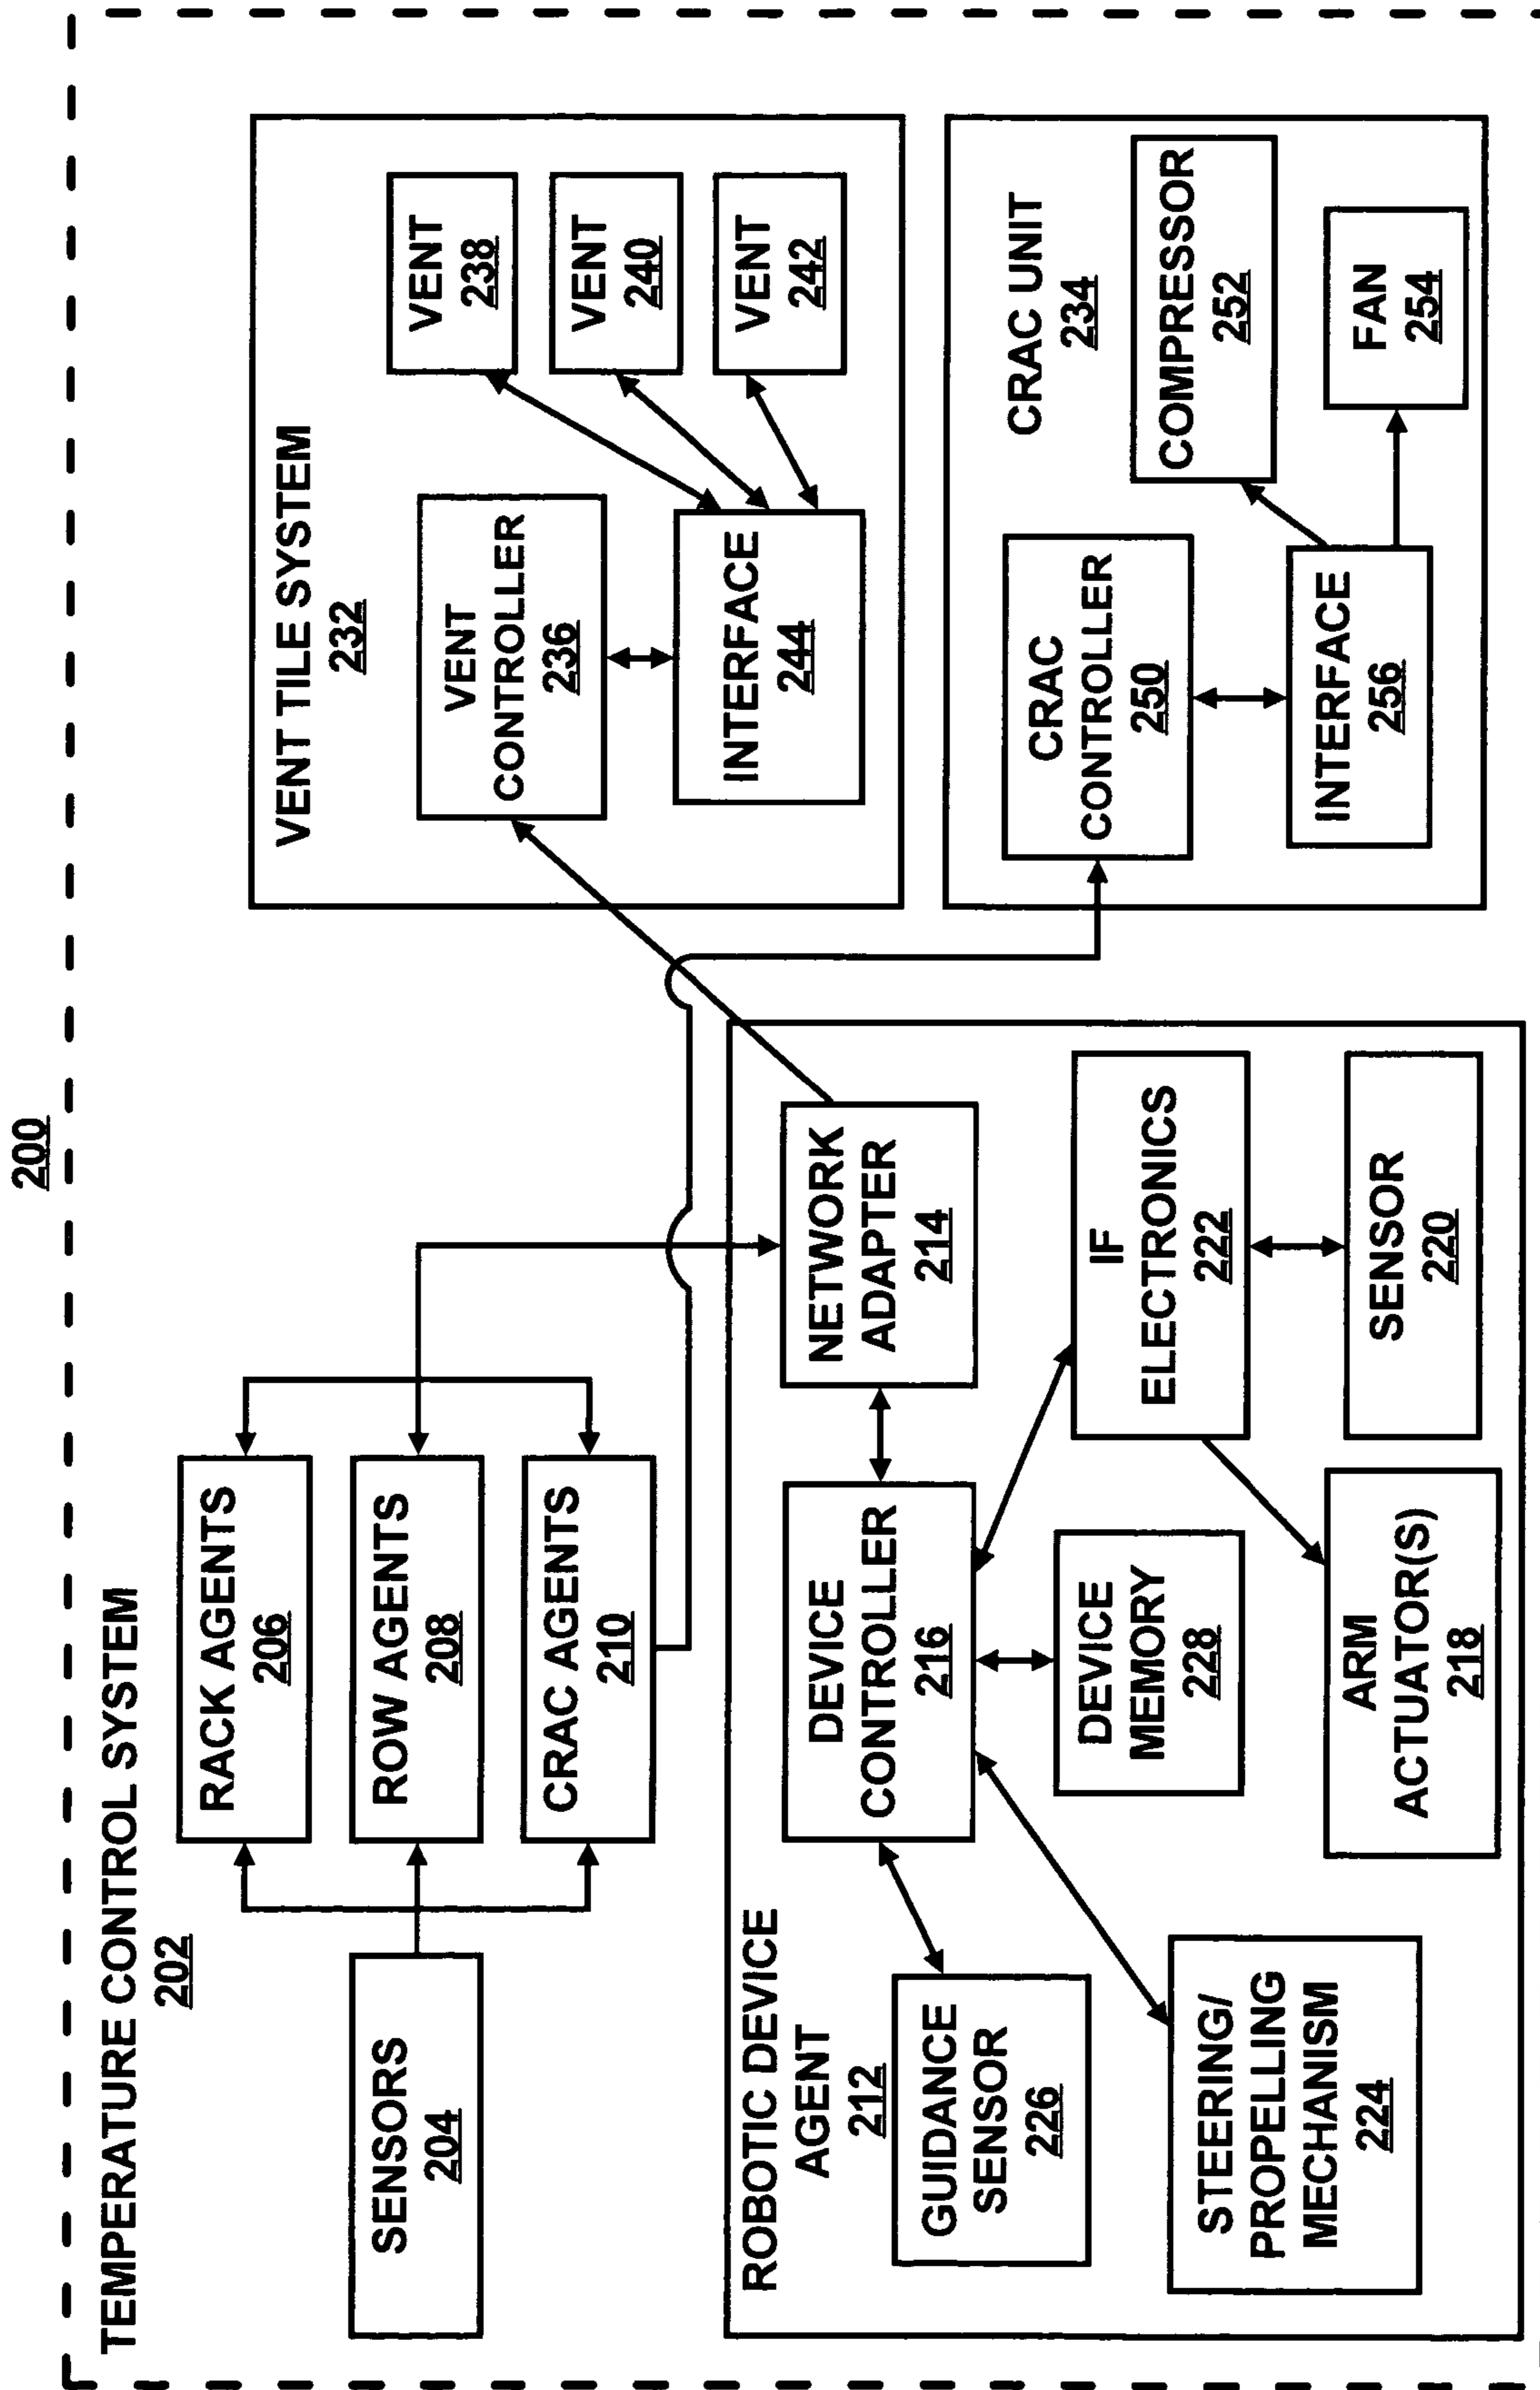 200
TEMPERATURE CONTROL SYSTEM
202
SENSORS
204
RACK AGENTS
206
ROW AGENTS
208
CRAC AGENTS
210
ROBOTIC DEVICE
AGENT
212
GUIDANCE
SENSOR
226
STEERING/
PROPELLING
MECHANISM
224
DEVICE
CONTROLLER
216
DEVICE
MEMORY
228
ARM
ACTUATOR(S)
218
NETWORK
ADAPTER
214
IF
ELECTRONICS
222
SENSOR
220
VENT TILE SYSTEM
232
VENT
CONTROLLER
236
INTERFACE
244
VENT
238
VENT
240
VENT
242
CRAC UNIT
234
CRAC
CONTROLLER
250
INTERFACE
256
COMPRESSOR
252
FAN
254